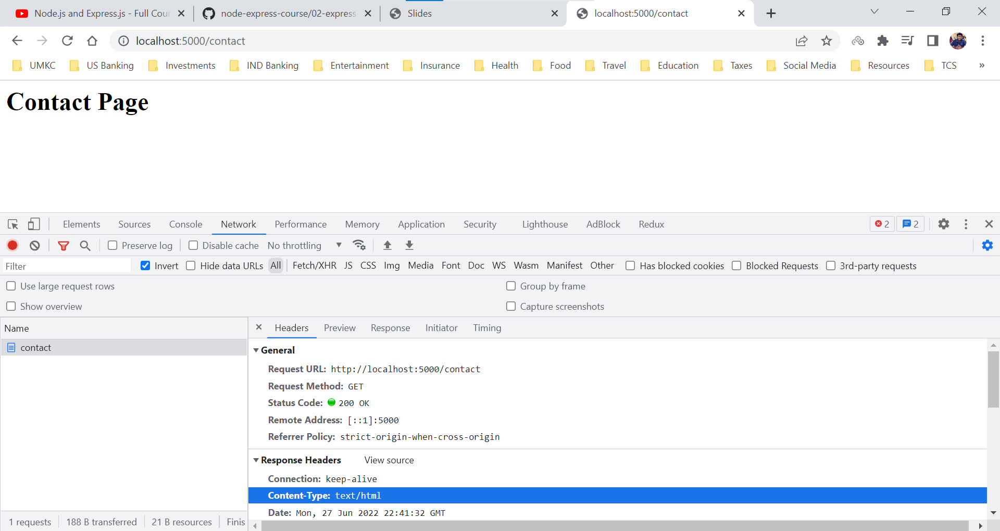 Node.js and Express.js - Full Cour
node-express-course/02-express
Slides
localhost:5000/contact
localhost:5000/contact
UMKC US Banking Investments IND Banking Entertainment Insurance Health Food Travel Education Taxes Social Media Resources TCS »
Contact Page
Elements Sources Console Network Performance Memory Application Security Lighthouse AdBlock Redux 2 2
Preserve log Disable cache No throttling
Filter Invert Hide data URLs All Fetch/XHR JS CSS Img Media Font Doc WS Wasm Manifest Other Has blocked cookies Blocked Requests 3rd-party requests
Use large request rows Group by frame
Show overview Capture screenshots
Name
contact
1 requests 188 B transferred 21 B resources Finis
Headers Preview Response Initiator Timing
General
Request URL: http://localhost:5000/contact
Request Method: GET
Status Code: 200 OK
Remote Address: [::1]:5000
Referrer Policy: strict-origin-when-cross-origin
Response Headers View source
Connection: keep-alive
Content-Type: text/html
Date: Mon, 27 Jun 2022 22:41:32 GMT